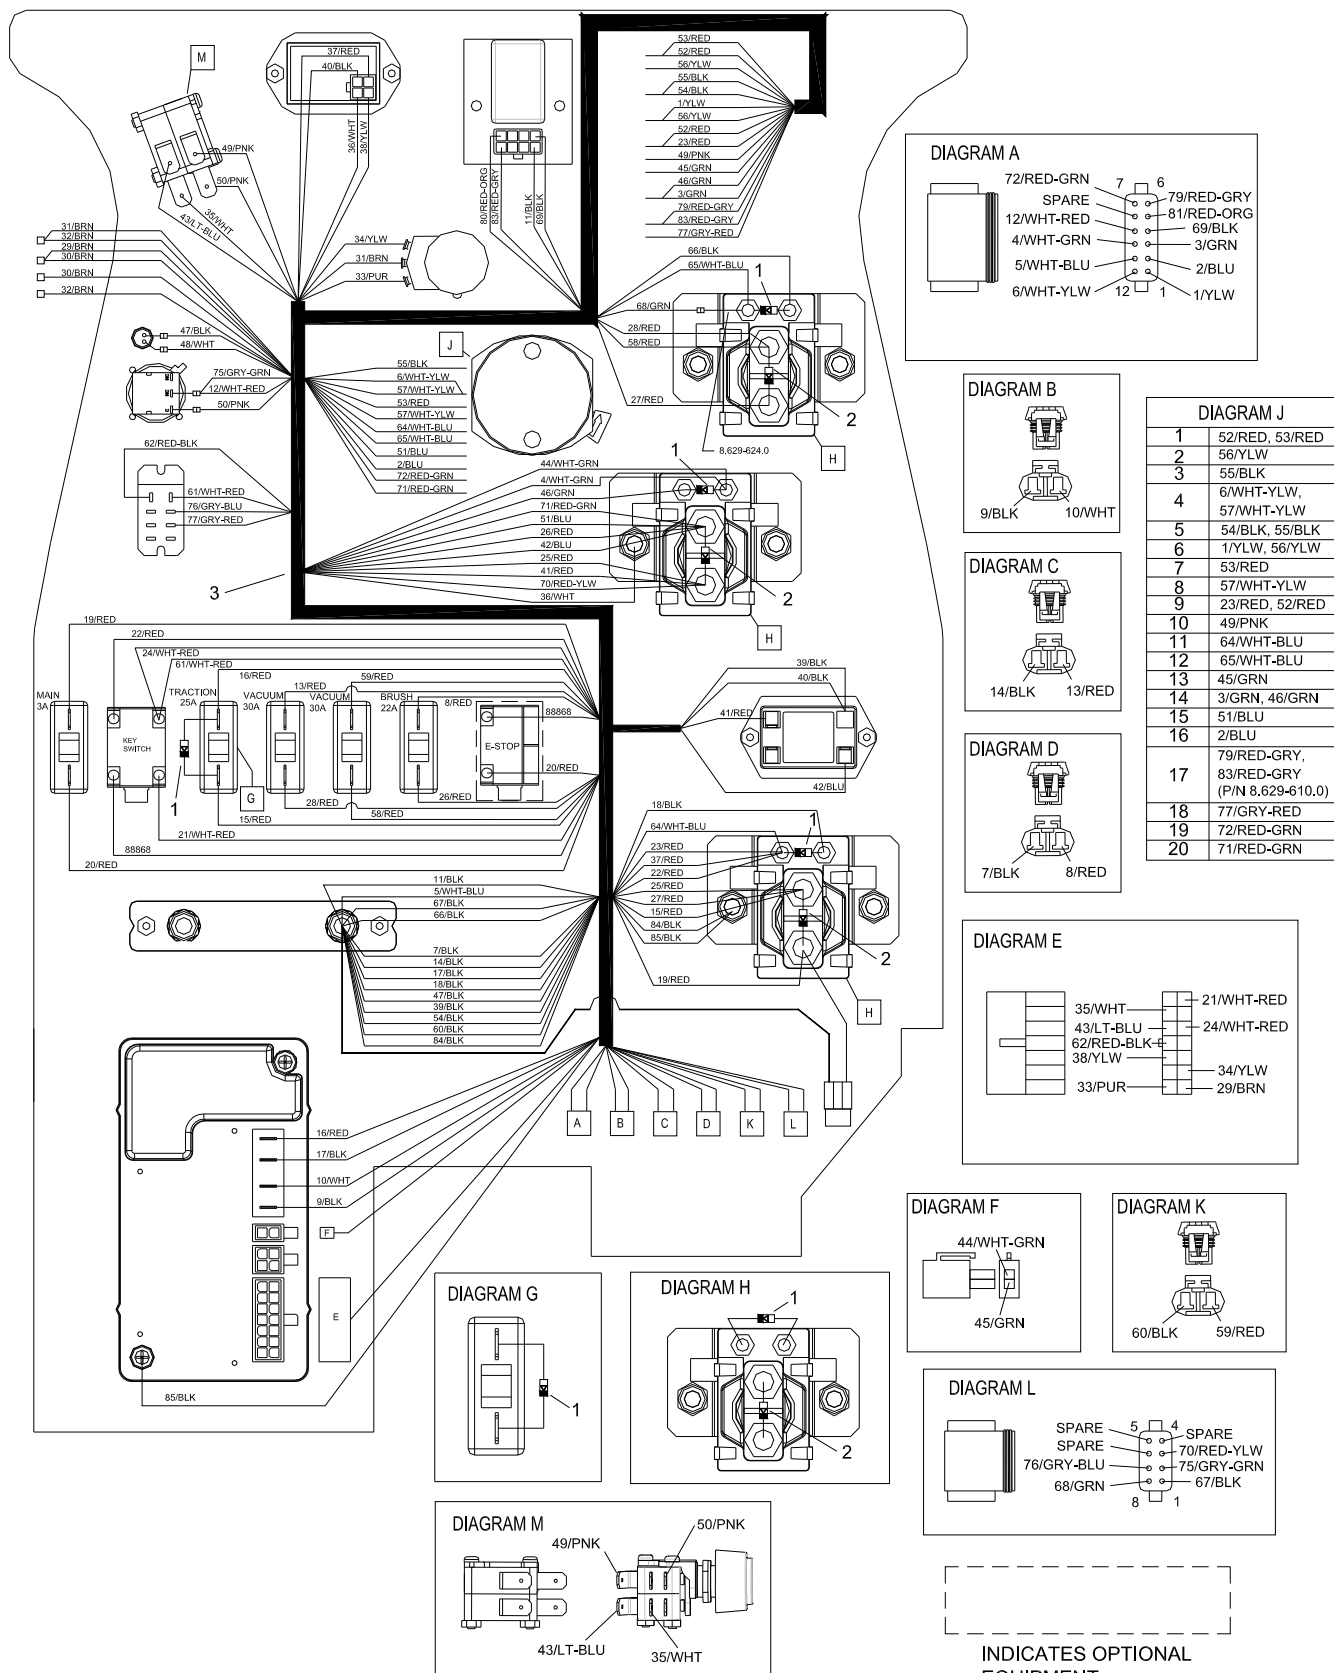 M
37/RED
40/BLK
36/WHT
38/YLW
49/PNK
50/PNK
35/WHT
43/LT-BLU
80/RED-ORG
83/RED-GRY
11/BLK
69/BLK
53/RED
52/RED
56/YLW
55/BLK
54/BLK
1/YLW
56/YLW
52/RED
23/RED
49/PNK
45/GRN
46/GRN
3/GRN
79/RED-GRY
83/RED-GRY
77/GRY-RED
31/BRN
32/BRN
29/BRN
30/BRN
30/BRN
32/BRN
34/YLW
31/BRN
33/PUR
66/BLK
65/WHT-BLU
1
68/GRN
28/RED
58/RED
27/RED
2
8.629-624.0
H
47/BLK
48/WHT
75/GRY-GRN
12/WHT-RED
50/PNK
J
55/BLK
6/WHT-YLW
57/WHT-YLW
53/RED
57/WHT-YLW
64/WHT-BLU
65/WHT-BLU
51/BLU
2/BLU
72/RED-GRN
71/RED-GRN
62/RED-BLK
61/WHT-RED
76/GRY-BLU
77/GRY-RED
3
44/WHT-GRN
4/WHT-GRN
46/GRN
71/RED-GRN
51/BLU
26/RED
42/BLU
25/RED
41/RED
70/RED-YLW
36/WHT
1
2
H
19/RED
22/RED
24/WHT-RED
61/WHT-RED
16/RED
59/RED
13/RED
8/RED
MAIN
3A
KEY
SWITCH
TRACTION
25A
VACUUM
30A
VACUUM
30A
BRUSH
22A
88868
E-STOP
20/RED
26/RED
1
G
28/RED
58/RED
15/RED
21/WHT-RED
88868
20/RED
39/BLK
40/BLK
41/RED
42/BLU
18/BLK
64/WHT-BLU
1
23/RED
37/RED
22/RED
25/RED
27/RED
15/RED
84/BLK
85/BLK
19/RED
2
H
11/BLK
5/WHT-BLU
67/BLK
66/BLK
7/BLK
14/BLK
17/BLK
18/BLK
47/BLK
39/BLK
54/BLK
60/BLK
84/BLK
A
B
C
D
K
L
16/RED
17/BLK
10/WHT
9/BLK
F
E
85/BLK
DIAGRAM A
72/RED-GRN
7
6
79/RED-GRY
SPARE
81/RED-ORG
12/WHT-RED
69/BLK
4/WHT-GRN
3/GRN
5/WHT-BLU
2/BLU
6/WHT-YLW
12
1
1/YLW
DIAGRAM B
9/BLK
10/WHT
DIAGRAM C
14/BLK
13/RED
DIAGRAM D
7/BLK
8/RED
DIAGRAM J
1 52/RED, 53/RED
2 56/YLW
3 55/BLK
4 6/WHT-YLW,
57/WHT-YLW
5 54/BLK, 55/BLK
6 1/YLW, 56/YLW
7 53/RED
8 57/WHT-YLW
9 23/RED, 52/RED
10 49/PNK
11 64/WHT-BLU
12 65/WHT-BLU
13 45/GRN
14 3/GRN, 46/GRN
15 51/BLU
16 2/BLU
17 79/RED-GRY,
83/RED-GRY
(P/N 8.629-610.0)
18 77/GRY-RED
19 72/RED-GRN
20 71/RED-GRN
DIAGRAM E
35/WHT
21/WHT-RED
43/LT-BLU
24/WHT-RED
62/RED-BLK
38/YLW
34/YLW
33/PUR
29/BRN
DIAGRAM F
44/WHT-GRN
45/GRN
DIAGRAM K
60/BLK
59/RED
DIAGRAM G
1
DIAGRAM H
1
2
DIAGRAM L
SPARE
5
4
SPARE
SPARE
70/RED-YLW
76/GRY-BLU
75/GRY-GRN
68/GRN
67/BLK
8
1
DIAGRAM M
49/PNK
50/PNK
43/LT-BLU
35/WHT
INDICATES OPTIONAL